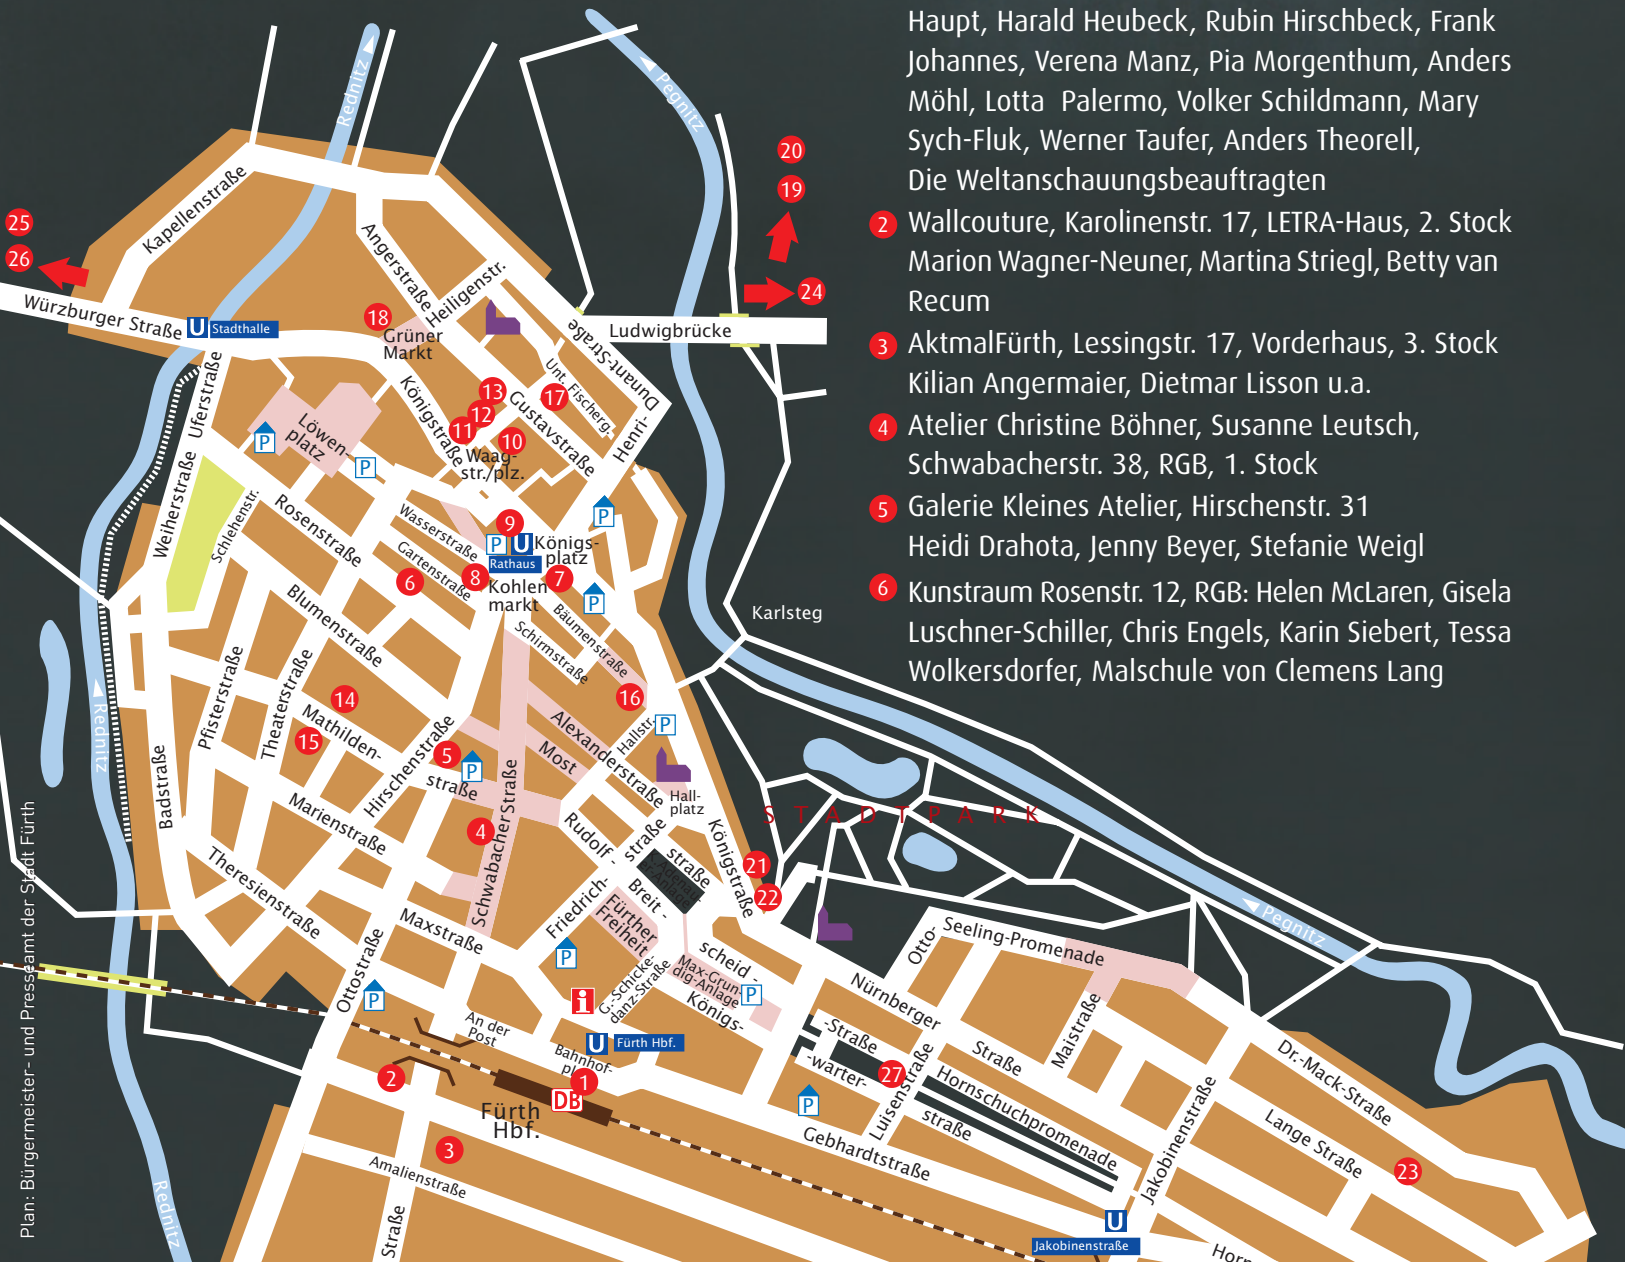 Haupt, Harald Heubeck, Rubin Hirschbeck, Frank
Johannes, Verena Manz, Pia Morgenthum, Anders
Möhl, Lotta Palermo, Volker Schildmann, Mary
Sych-Fluk, Werner Taufer, Anders Theorell,
Die Weltanschauungsbeauftragten
2 Wallcouture, Karolinenstr. 17, LETRA-Haus, 2. Stock
Marion Wagner-Neuner, Martina Striegl, Betty van
Recum
3 AktmalFürth, Lessingstr. 17, Vorderhaus, 3. Stock
Kilian Angermaier, Dietmar Lisson u.a.
4 Atelier Christine Böhner, Susanne Leutsch,
Schwabacherstr. 38, RGB, 1. Stock
5 Galerie Kleines Atelier, Hirschenstr. 31
Heidi Drahota, Jenny Beyer, Stefanie Weigl
6 Kunstraum Rosenstr. 12, RGB: Helen McLaren, Gisela
Luschner-Schiller, Chris Engels, Karin Siebert, Tessa
Wolkersdorfer, Malschule von Clemens Lang
Rednitz
Pegnitz
20
19
24
25
26
Kapellenstraße
Würzburger Straße
U Stadthalle
18
Grüner
Markt
Angerstraße
Heiligenstr.
Henri-
Dunant-Straße
Ludwigbrücke
Uferstraße
Königstraße
13
12
11
10
17
Unt. Fischerg.
Gustavstraße
Waag-
str./plz.
Löwen-
platz
P
P
Weiherstraße
Schlehenstr.
Rosenstraße
Wasserstraße
Gartenstraße
9
P
U
Rathaus
Königs-
platz
P
8
7
6
Kohlen
markt
P
Karlsteg
Blumenstraße
Bäumenstraße
Schirmstraße
16
Pfisterstraße
Theaterstraße
14
Mathilden-
straße
15
Hirschenstraße
5
P
Alexanderstraße
Hallstr.
P
Most
Rednitz
Badstraße
Marienstraße
4
Schwabacher Straße
Hall-
platz
STADTPARK
Rudolf-
Breit-
scheid-
straße
Friedrich-
straße
Königstraße
21
22
Theresienstraße
Maxstraße
Fürther
Freiheit
P
Max-Grun-
dig-Anlage
P
Königs-
-warter-
straße
G.-Schicke-
danz-Straße
Otto-
Seeling-Promenade
Pegnitz
Nürnberger
Straße
Ottostraße
P
An der
Post
i
U Fürth Hbf.
Bahnhof-
1
DB
Fürth
Hbf.
2
3
Amalienstraße
Straße
-Straße
27
Luisenstraße
P
Gebhardtstraße
Hornschuchpromenade
Maistraße
Jakobinenstraße
U
Jakobinenstraße
Dr.-Mack-Straße
Lange Straße
23
Horn
Rednitz
Plan: Bürgermeister- und Presseamt der Stadt Fürth